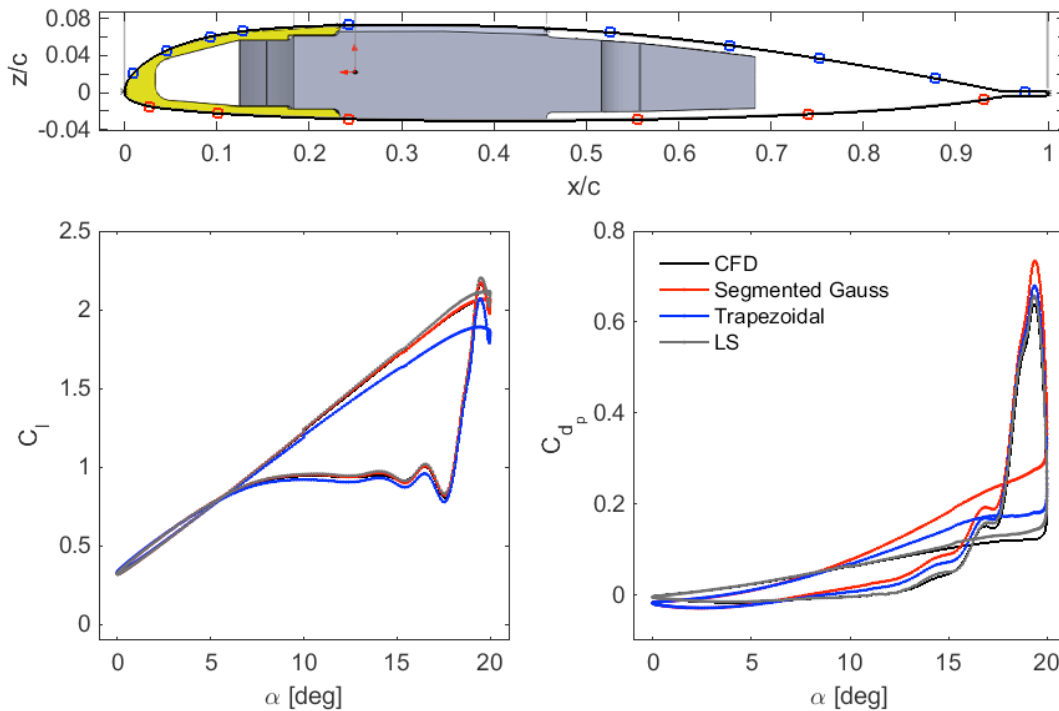 z/c
0.08
0.04
0
-0.04
0 0.1 0.2 0.3 0.4 0.5 0.6 0.7 0.8 0.9 1
x/c
C_l
2.5
2
1.5
1
0.5
0
0 5 10 15 20
α [deg]
C_{d_p}
0.8
0.6
0.4
0.2
0
CFD
Segmented Gauss
Trapezoidal
LS
0 5 10 15 20
α [deg]